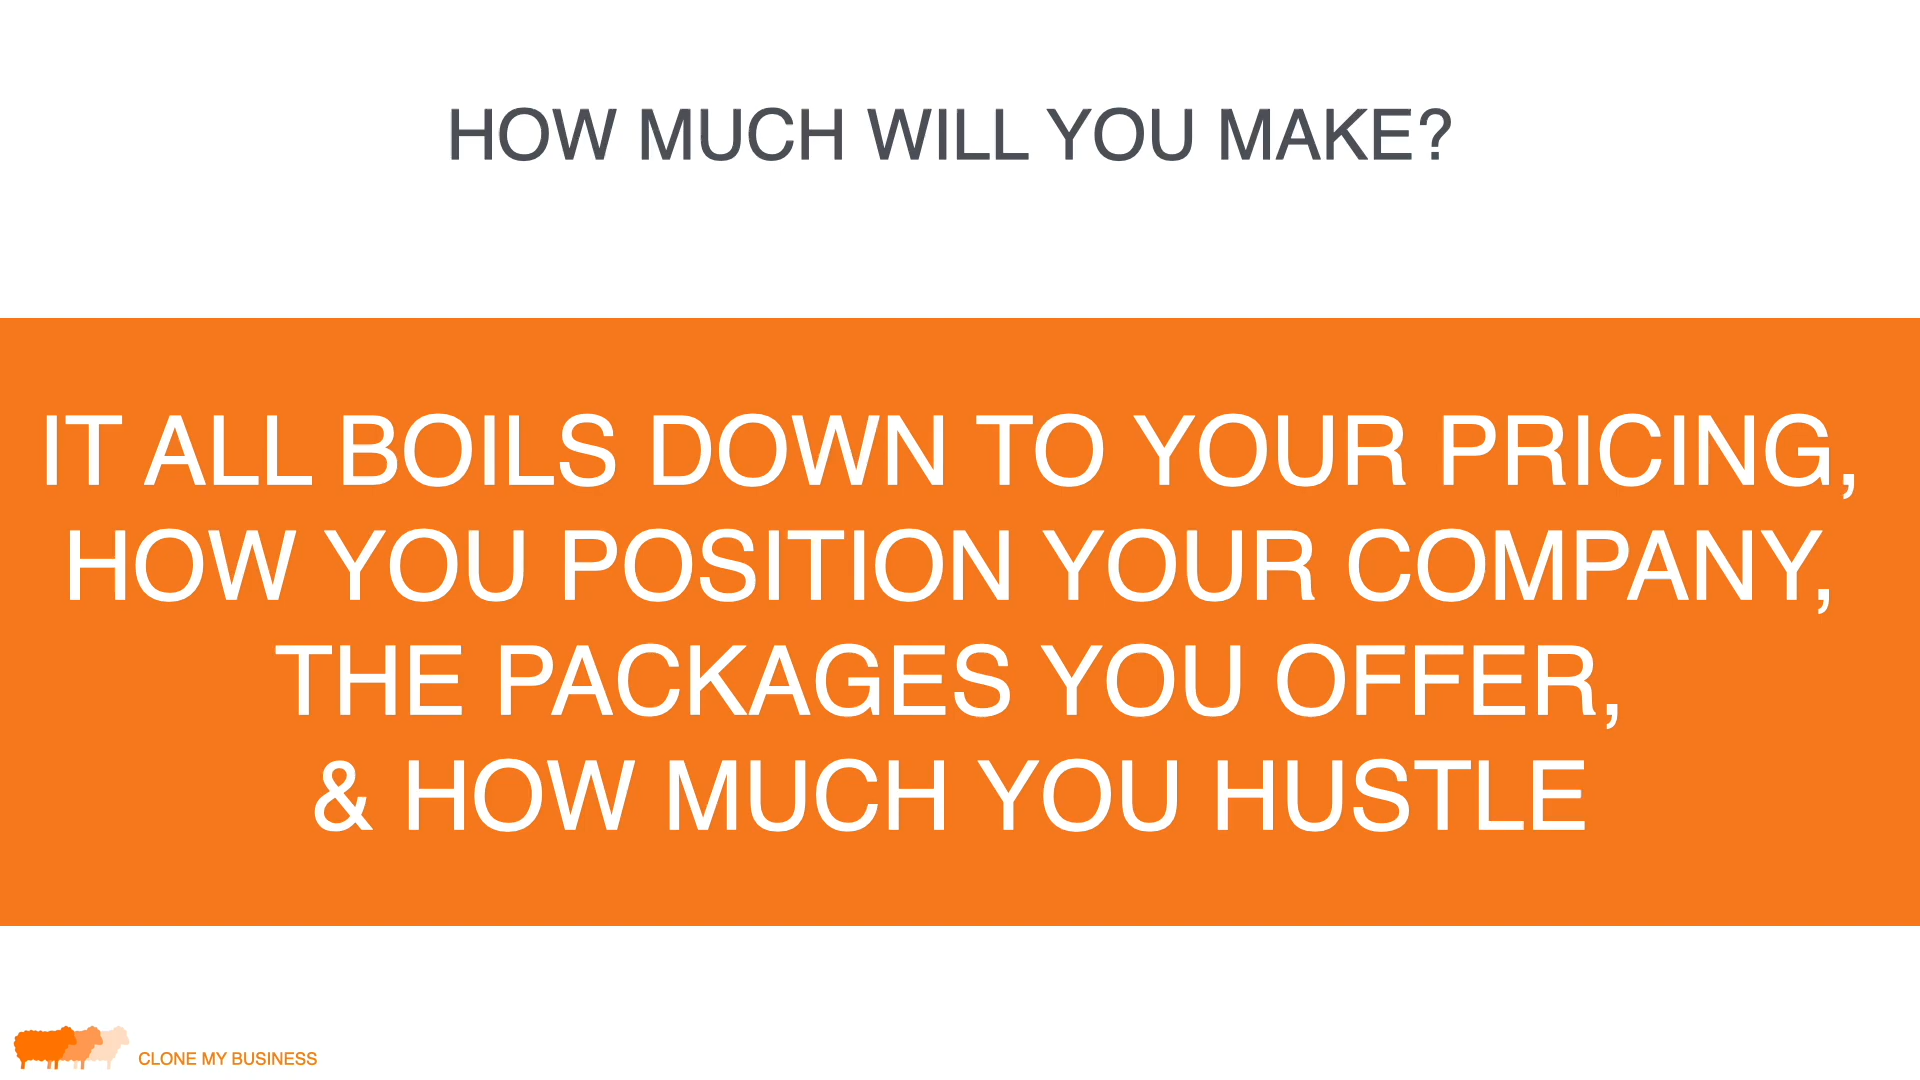 HOW MUCH WILL YOU MAKE?
IT ALL BOILS DOWN TO YOUR PRICING,
HOW YOU POSITION YOUR COMPANY,
THE PACKAGES YOU OFFER,
& HOW MUCH YOU HUSTLE
CLONE MY BUSINESS